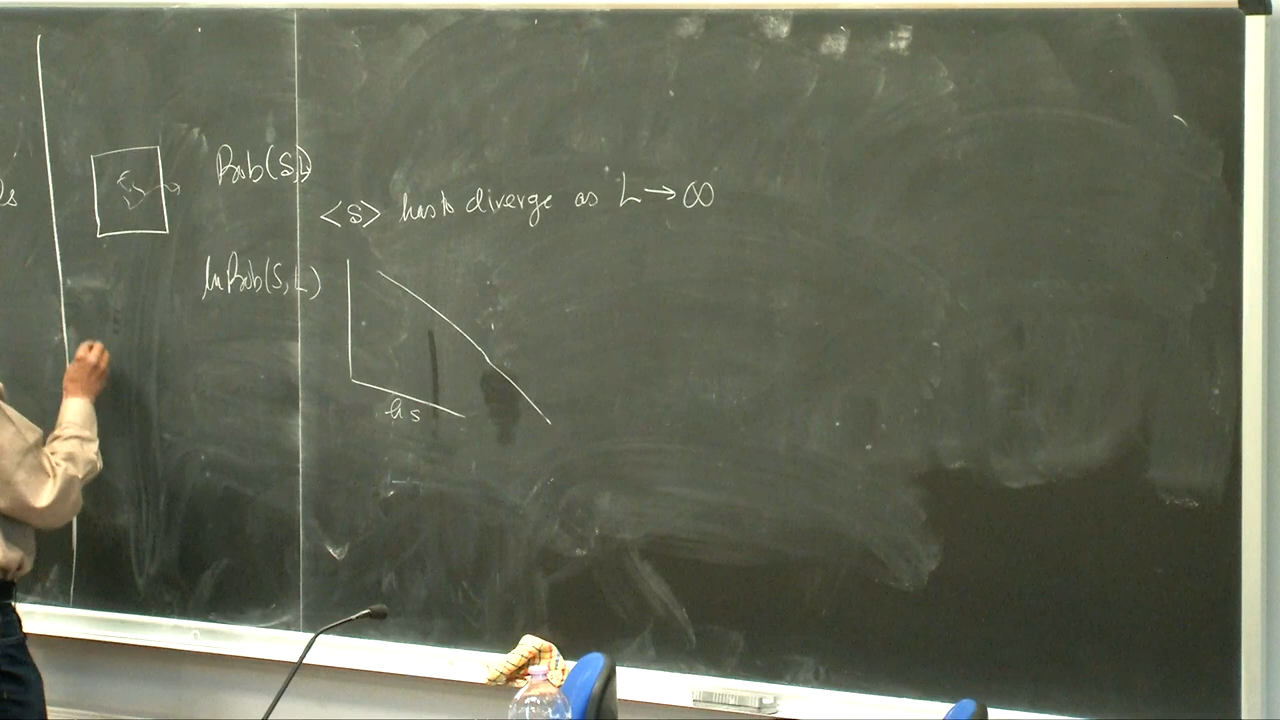 Prob(S,L)
<S> has to diverge as L→∞
ln Prob(S,L)
ln s